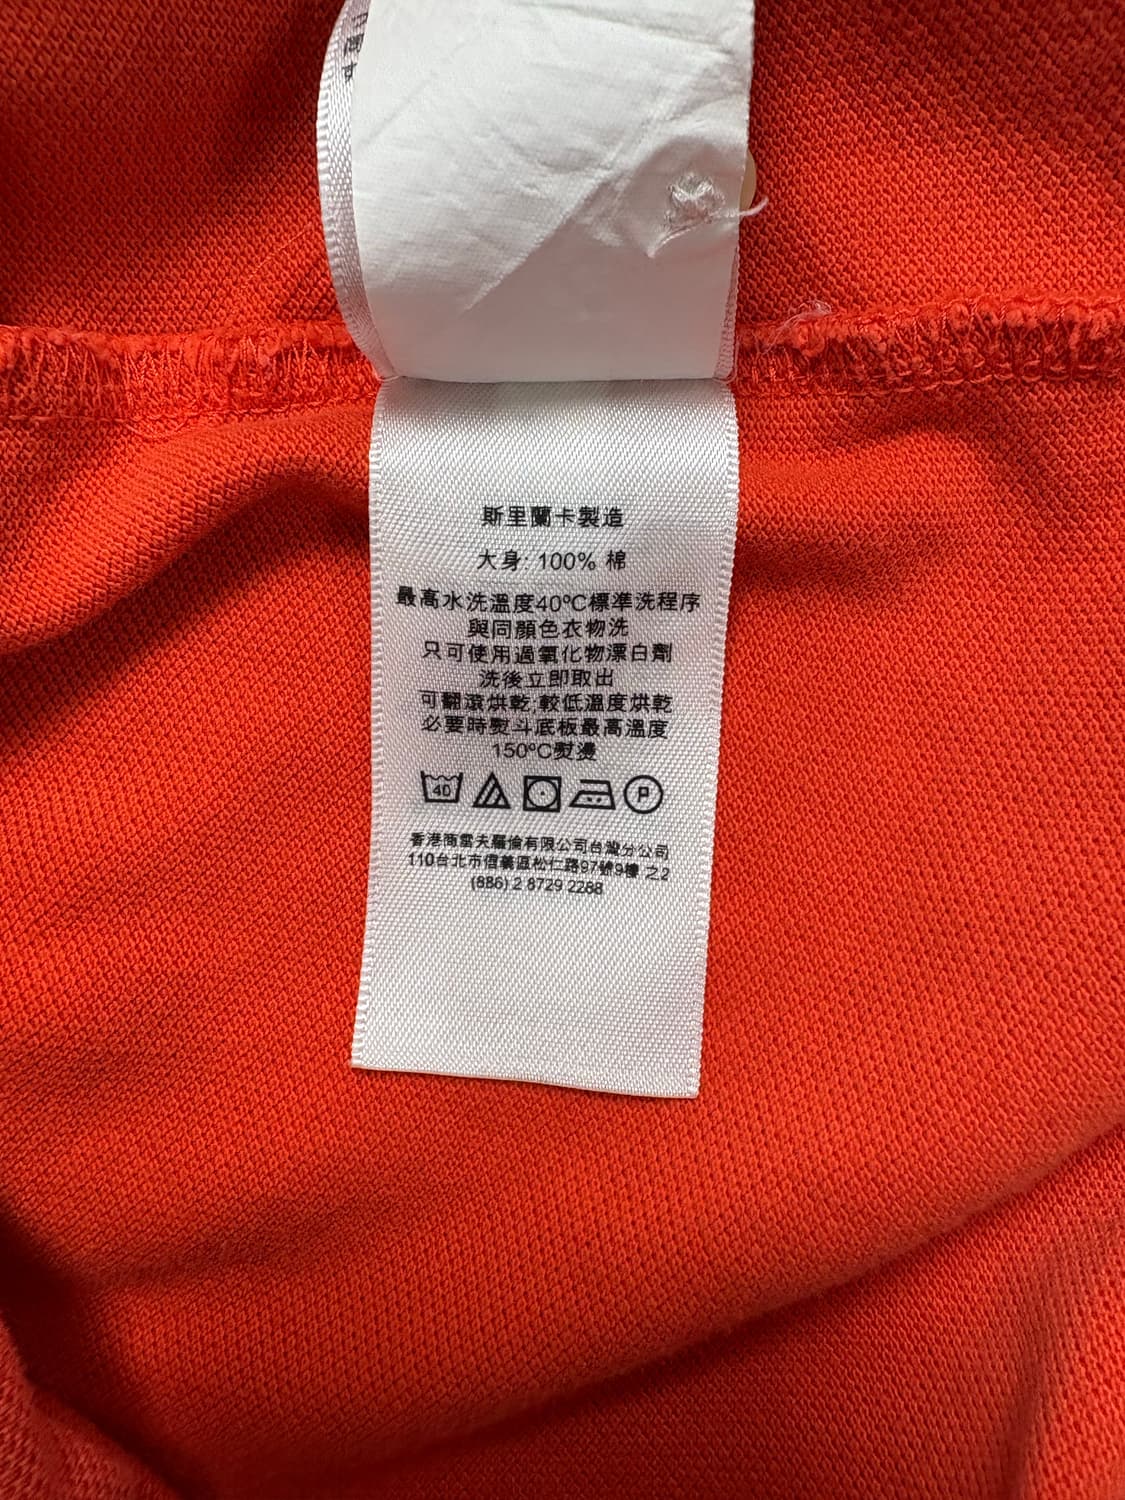 斯里蘭卡製造
大身: 100% 棉
最高水洗溫度40ºC標準洗程序
與同顏色衣物洗
只可使用過氧化物漂白劑
洗後立即取出
可翻滾烘乾;較低溫度烘乾
必要時熨斗底板最高溫度
150ºC熨燙
40
P
香港商雷夫羅倫有限公司台灣分公司
110台北市信義區松仁路97號9樓 之2
(886) 2 8729 2288